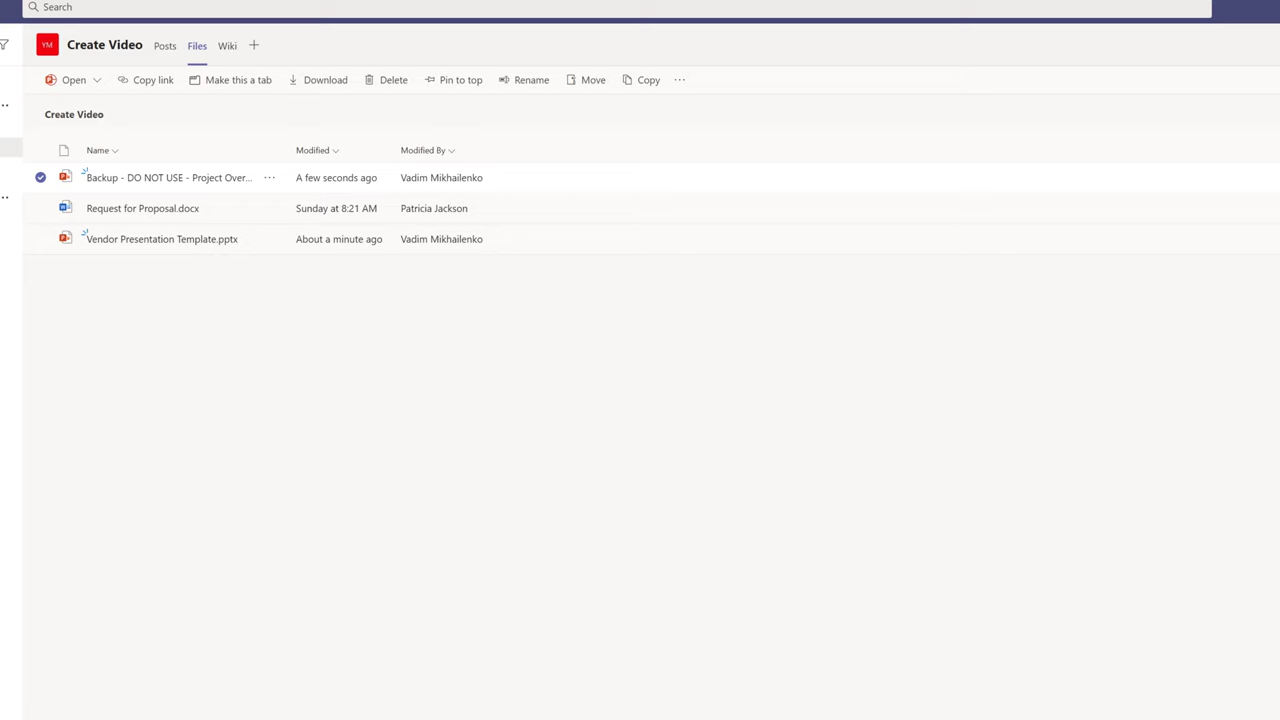 Search
YM Create Video Posts Files Wiki
Open Copy link Make this a tab Download Delete Pin to top Rename Move Copy ...
Create Video
Name Modified Modified By
Backup - DO NOT USE - Project Over... ... A few seconds ago Vadim Mikhailenko
Request for Proposal.docx Sunday at 8:21 AM Patricia Jackson
Vendor Presentation Template.pptx About a minute ago Vadim Mikhailenko